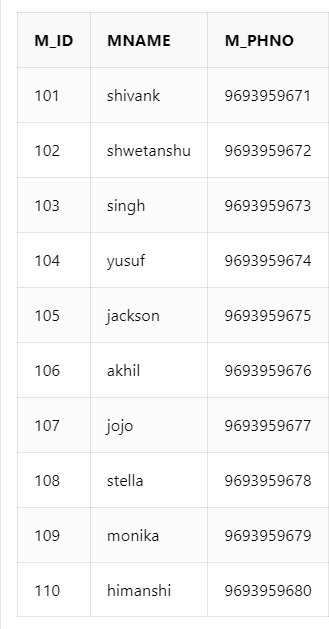 M_ID MNAME M_PHNO
101 shivank 9693959671
102 shwetanshu 9693959672
103 singh 9693959673
104 yusuf 9693959674
105 jackson 9693959675
106 akhil 9693959676
107 jojo 9693959677
108 stella 9693959678
109 monika 9693959679
110 himanshi 9693959680